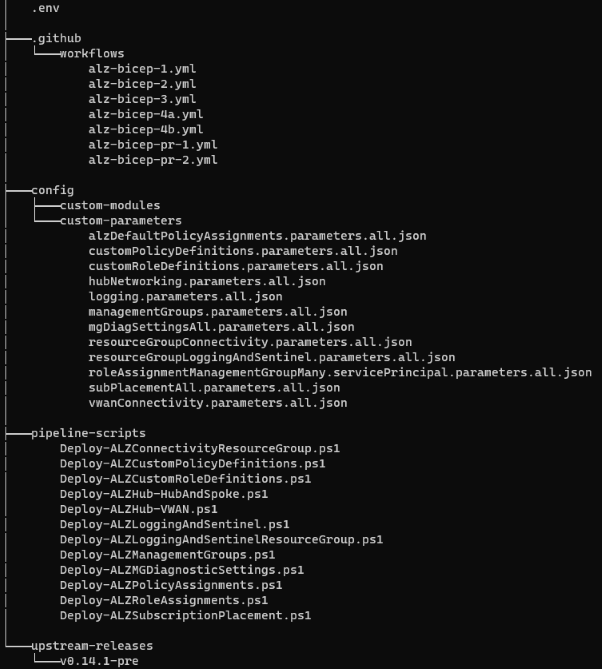 .env
.github
workflows
alz-bicep-1.yml
alz-bicep-2.yml
alz-bicep-3.yml
alz-bicep-4a.yml
alz-bicep-4b.yml
alz-bicep-pr-1.yml
alz-bicep-pr-2.yml
config
custom-modules
custom-parameters
alzDefaultPolicyAssignments.parameters.all.json
customPolicyDefinitions.parameters.all.json
customRoleDefinitions.parameters.all.json
hubNetworking.parameters.all.json
logging.parameters.all.json
managementGroups.parameters.all.json
mgDiagSettingsAll.parameters.all.json
resourceGroupConnectivity.parameters.all.json
resourceGroupLoggingAndSentinel.parameters.all.json
roleAssignmentManagementGroupMany.servicePrincipal.parameters.all.json
subPlacementAll.parameters.all.json
vwanConnectivity.parameters.all.json
pipeline-scripts
Deploy-ALZConnectivityResourceGroup.ps1
Deploy-ALZCustomPolicyDefinitions.ps1
Deploy-ALZCustomRoleDefinitions.ps1
Deploy-ALZHub-HubAndSpoke.ps1
Deploy-ALZHub-VWAN.ps1
Deploy-ALZLoggingAndSentinel.ps1
Deploy-ALZLoggingAndSentinelResourceGroup.ps1
Deploy-ALZManagementGroups.ps1
Deploy-ALZMGDiagnosticSettings.ps1
Deploy-ALZPolicyAssignments.ps1
Deploy-ALZRoleAssignments.ps1
Deploy-ALZSubscriptionPlacement.ps1
upstream-releases
v0.14.1-pre